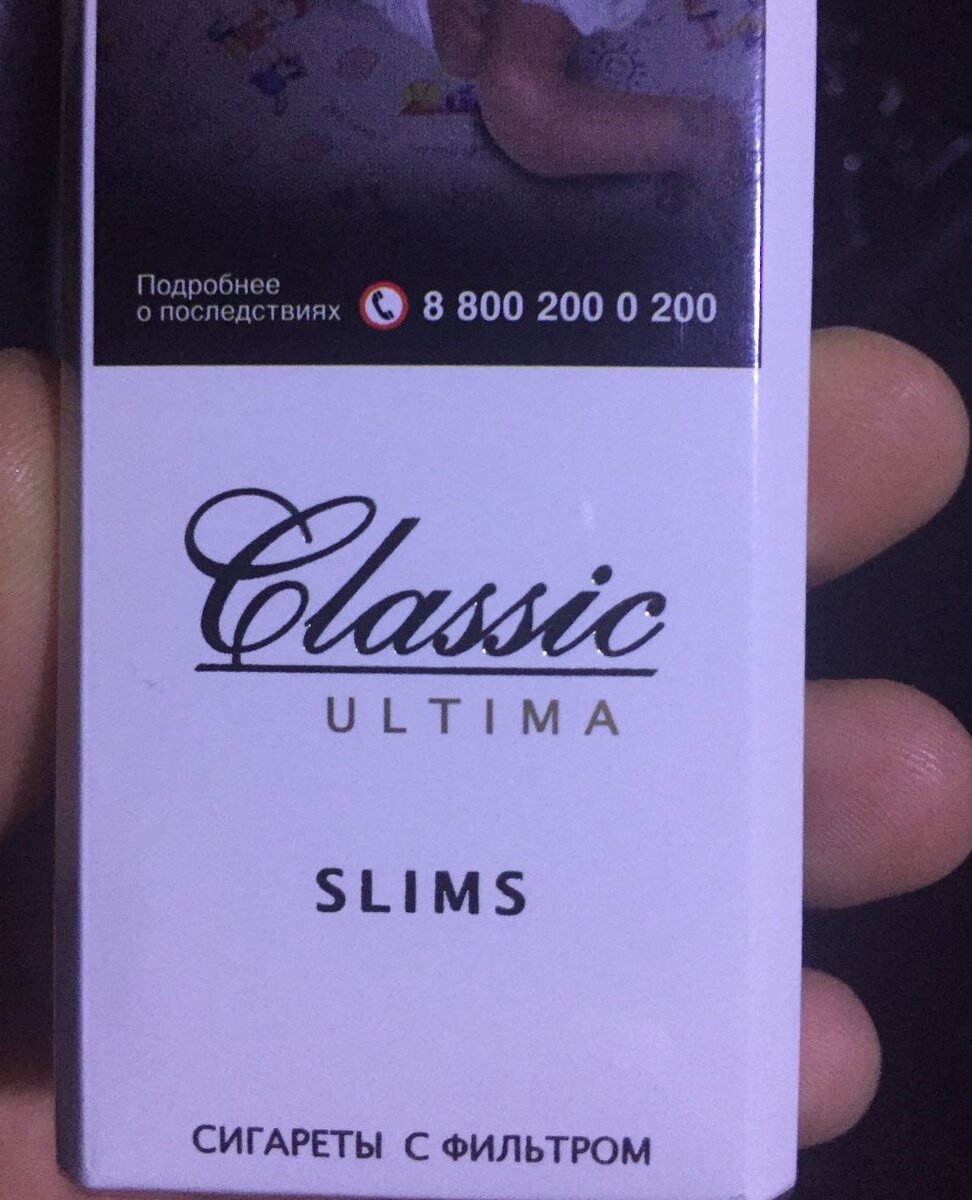 Подробнее
о последствиях
8 800 200 0 200
Classic
ULTIMA
SLIMS
СИГАРЕТЫ С ФИЛЬТРОМ